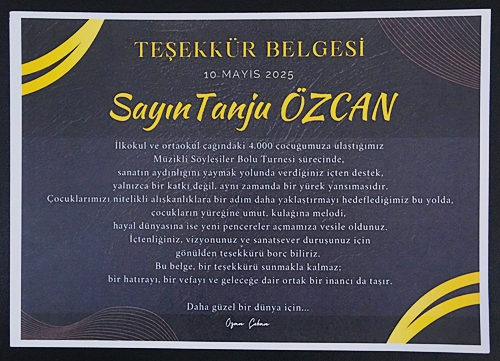 TEŞEKKÜR BELGESİ
10 MAYIS 2025
Sayın Tanju ÖZCAN
İlkokul ve ortaokul çağındaki 4.000 çocuğumuza ulaştığımız
Müzikli Söyleşiler Bolu Turnesi sürecinde,
sanatın aydınlığını yaymak yolunda verdiğiniz içten destek,
yalnızca bir katkı değil, aynı zamanda bir yürek yansımasıdır.
Çocuklarımızı nitelikli alışkanlıklara bir adım daha yaklaştırmayı hedeflediğimiz bu yolda,
çocukların yüreğine umut, kulağına melodi,
hayal dünyasına ise yeni pencereler açmamıza vesile oldunuz.
İçtenliğiniz, vizyonunuz ve sanatsever duruşunuz için
gönülden teşekkürü borç biliriz.
Bu belge, bir teşekkürü sunmakla kalmaz;
bir hatırayı, bir vefayı ve geleceğe dair ortak bir inancı da taşır.
Daha güzel bir dünya için...
Ozan Çoban